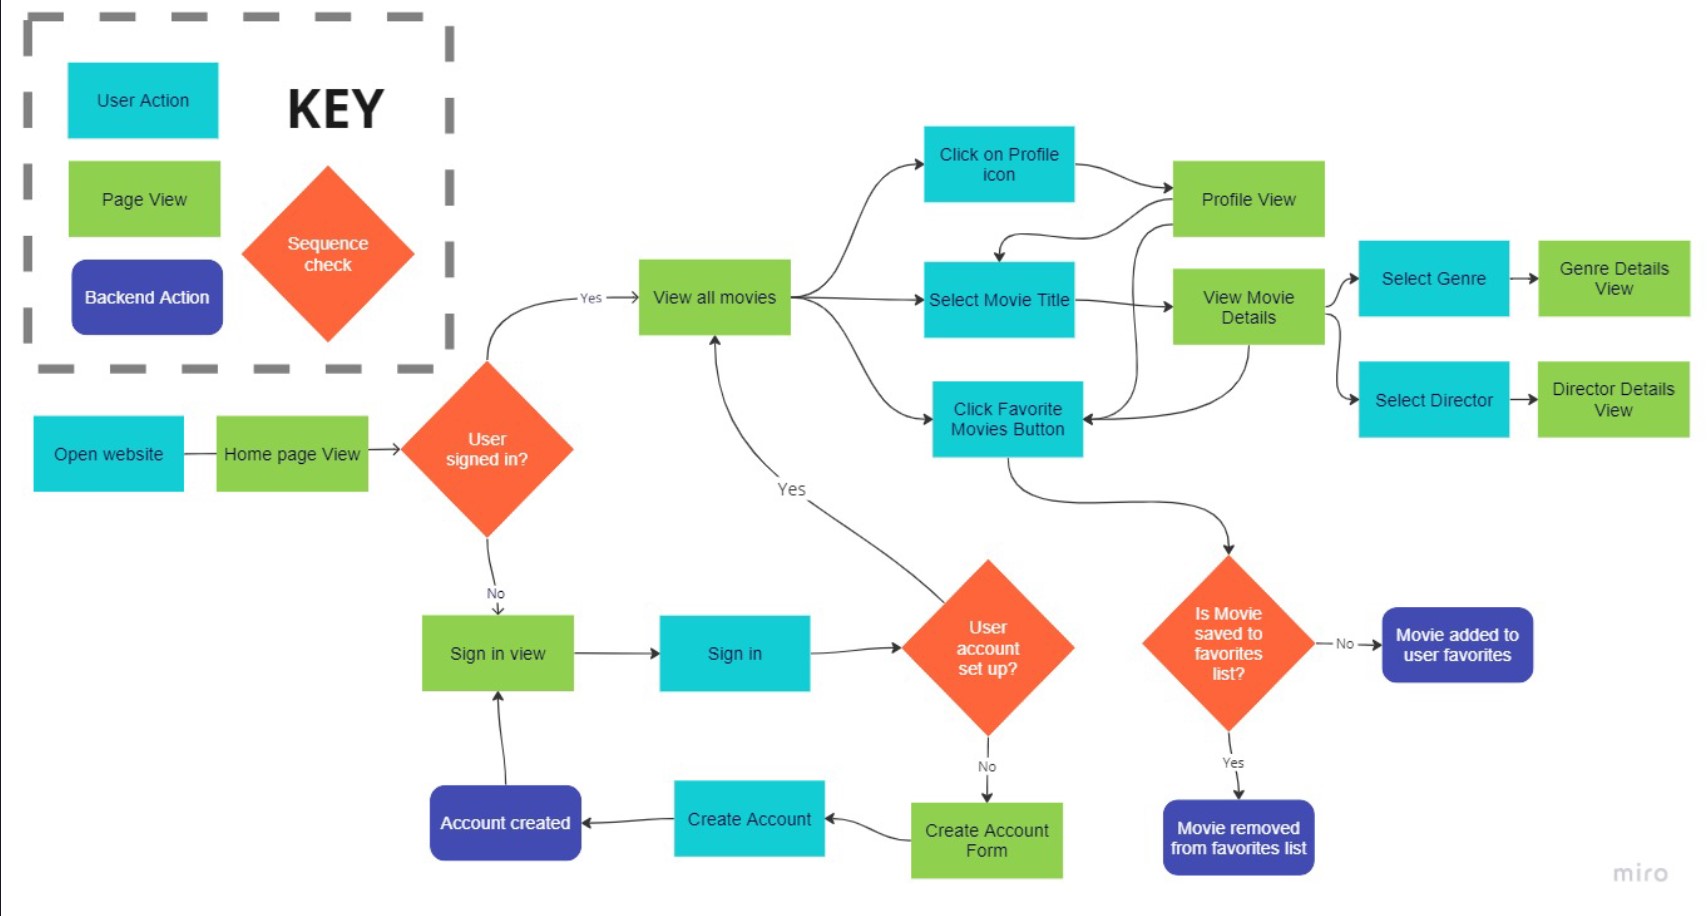 User Action
KEY
Page View
Sequence
check
Backend Action
Open website
Home page View
User
signed in?
Yes
No
View all movies
Click on Profile
icon
Profile View
Select Movie Title
View Movie
Details
Select Genre
Genre Details
View
Select Director
Director Details
View
Click Favorite
Movies Button
Yes
Sign in view
Sign in
User
account
set up?
No
Create Account
Form
Create Account
Account created
Is Movie
saved to
favorites
list?
No
Movie added to
user favorites
Yes
Movie removed
from favorites list
miro